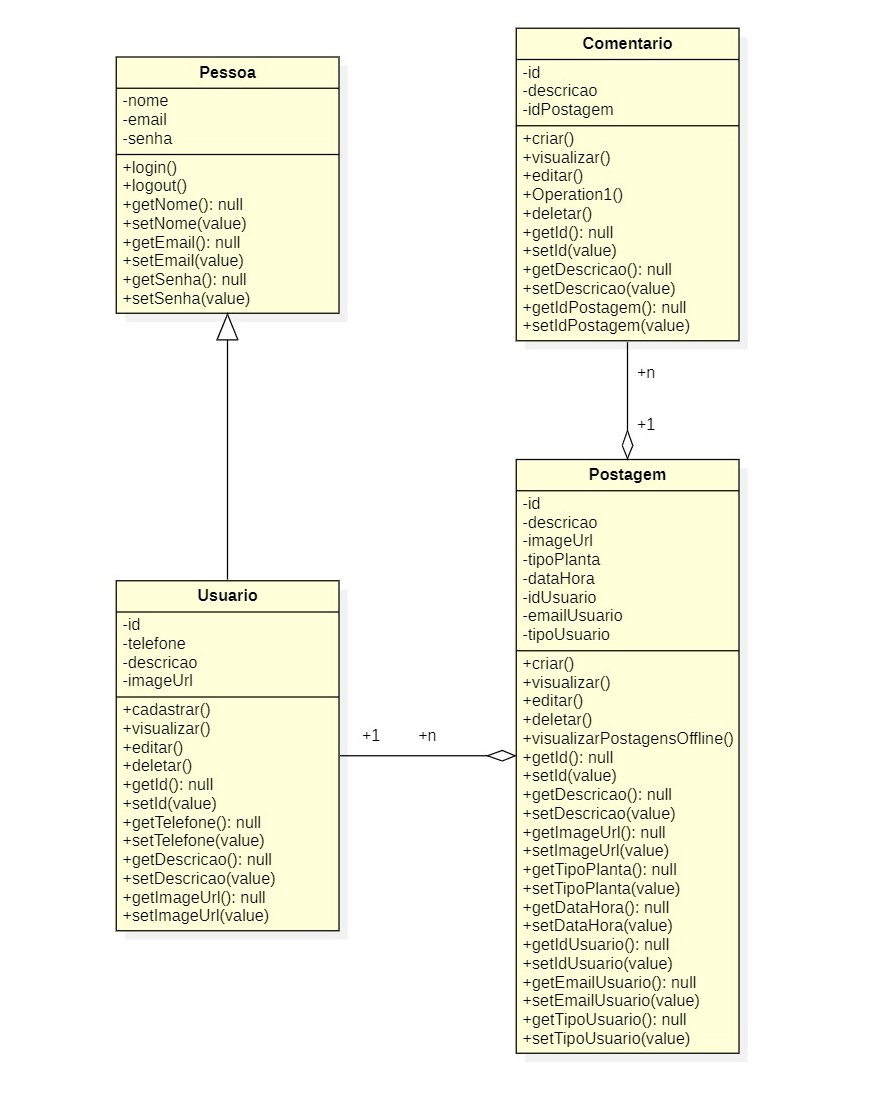 Pessoa
-nome
-email
-senha
+login()
+logout()
+getNome(): null
+setNome(value)
+getEmail(): null
+setEmail(value)
+getSenha(): null
+setSenha(value)
Comentario
-id
-descricao
-idPostagem
+criar()
+visualizar()
+editar()
+Operation1()
+deletar()
+getId(): null
+setId(value)
+getDescricao(): null
+setDescricao(value)
+getIdPostagem(): null
+setIdPostagem(value)
+n
+1
Usuario
-id
-telefone
-descricao
-imageUrl
+cadastrar()
+visualizar()
+editar()
+deletar()
+getId(): null
+setId(value)
+getTelefone(): null
+setTelefone(value)
+getDescricao(): null
+setDescricao(value)
+getImageUrl(): null
+setImageUrl(value)
+1 +n
Postagem
-id
-descricao
-imageUrl
-tipoPlanta
-dataHora
-idUsuario
-emailUsuario
-tipoUsuario
+criar()
+visualizar()
+editar()
+deletar()
+visualizarPostagensOffline()
+getId(): null
+setId(value)
+getDescricao(): null
+setDescricao(value)
+getImageUrl(): null
+setImageUrl(value)
+getTipoPlanta(): null
+setTipoPlanta(value)
+getDataHora(): null
+setDataHora(value)
+getIdUsuario(): null
+setIdUsuario(value)
+getEmailUsuario(): null
+setEmailUsuario(value)
+getTipoUsuario(): null
+setTipoUsuario(value)